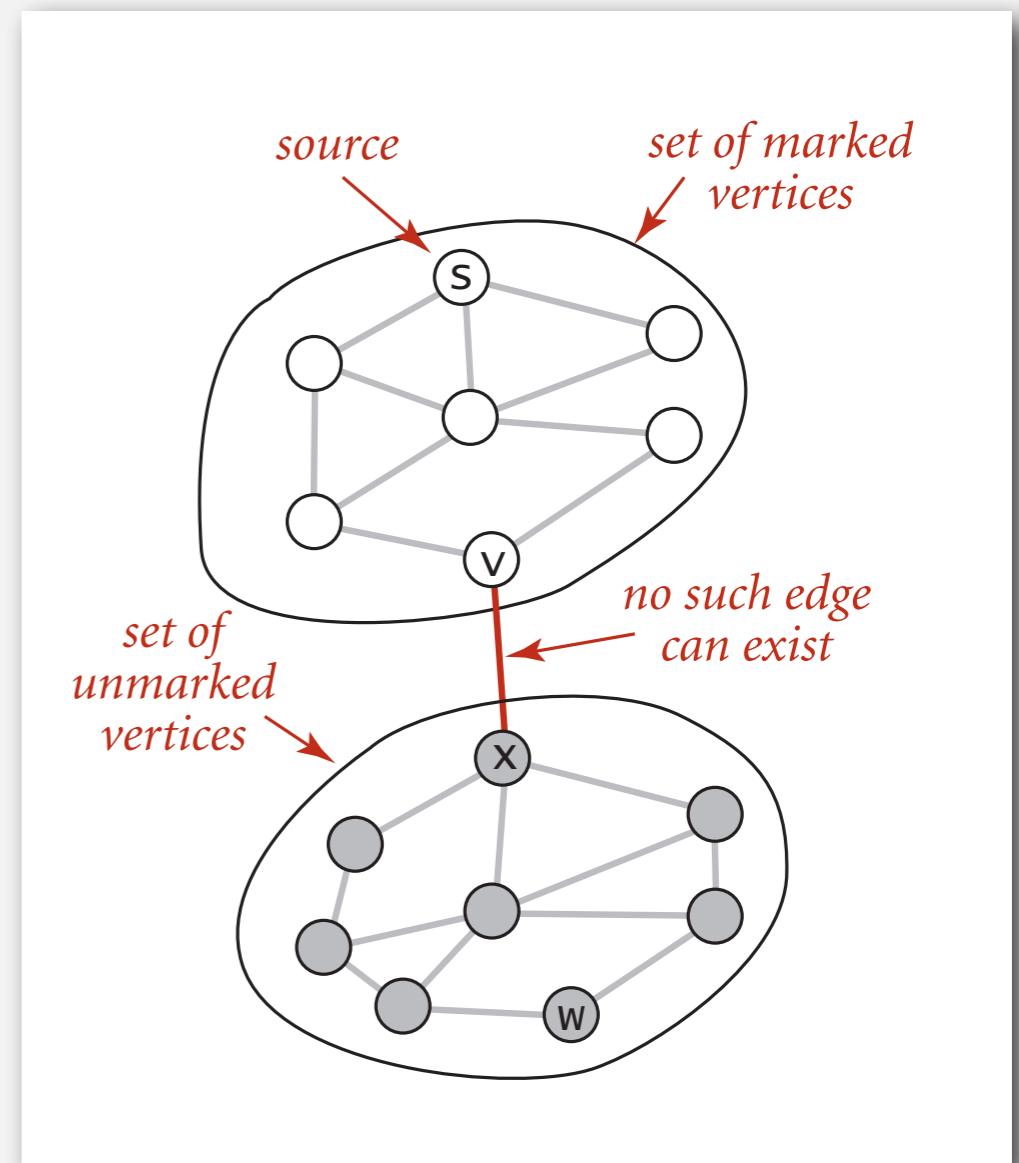 source
set of marked
vertices
s
v
no such edge
can exist
set of
unmarked
vertices
x
w